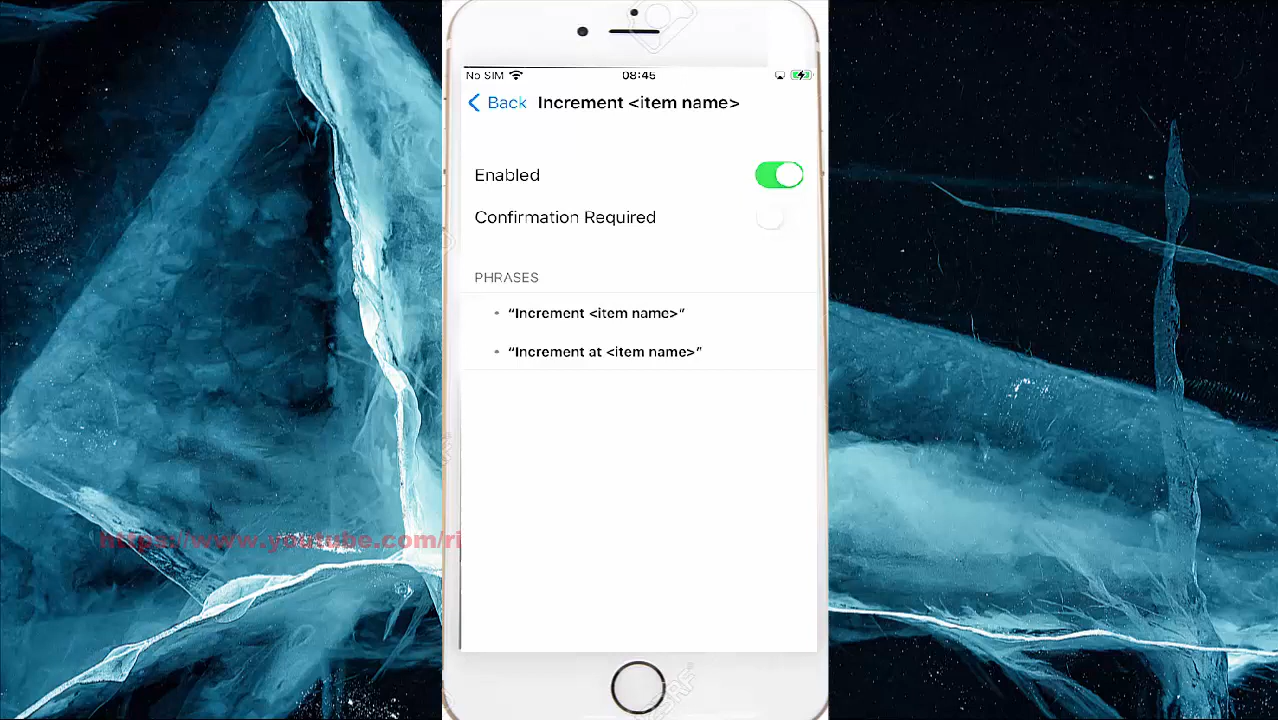 No SIM 08:45
Back Increment <item name>
Enabled
Confirmation Required
PHRASES
• “Increment <item name>”
• “Increment at <item name>”
https://www.youtube.com/ri